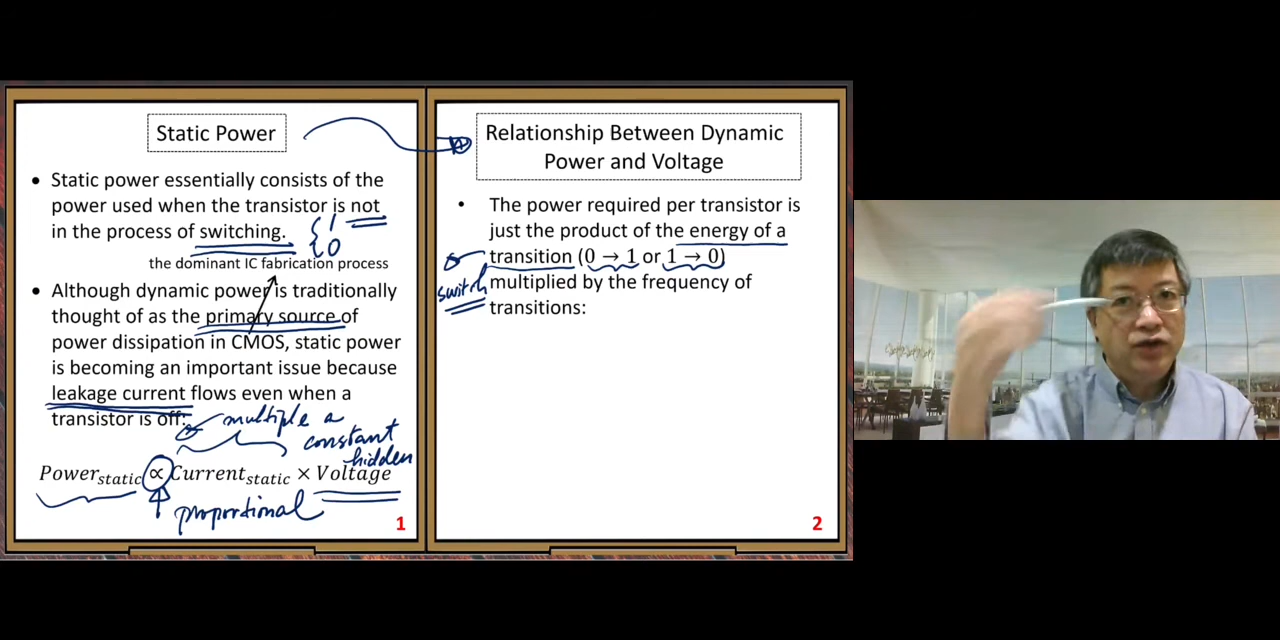 Static Power
• Static power essentially consists of the
power used when the transistor is not
in the process of switching.
{ 1
{ 0
the dominant IC fabrication process
• Although dynamic power is traditionally
thought of as the primary source of
power dissipation in CMOS, static power
is becoming an important issue because
leakage current flows even when a
transistor is off:
multiple a
constant
hidden
Power static ∝ Current static × Voltage
proportional
1
Relationship Between Dynamic
Power and Voltage
• The power required per transistor is
just the product of the energy of a
transition (0 → 1 or 1 → 0)
switch
multiplied by the frequency of
transitions:
2